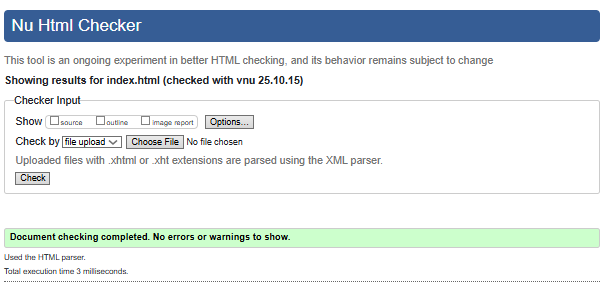 Nu Html Checker
This tool is an ongoing experiment in better HTML checking, and its behavior remains subject to change
Showing results for index.html (checked with vnu 25.10.15)
Checker Input
Show source outline image report Options...
Check by file upload Choose File No file chosen
Uploaded files with .xhtml or .xht extensions are parsed using the XML parser.
Check
Document checking completed. No errors or warnings to show.
Used the HTML parser.
Total execution time 3 milliseconds.